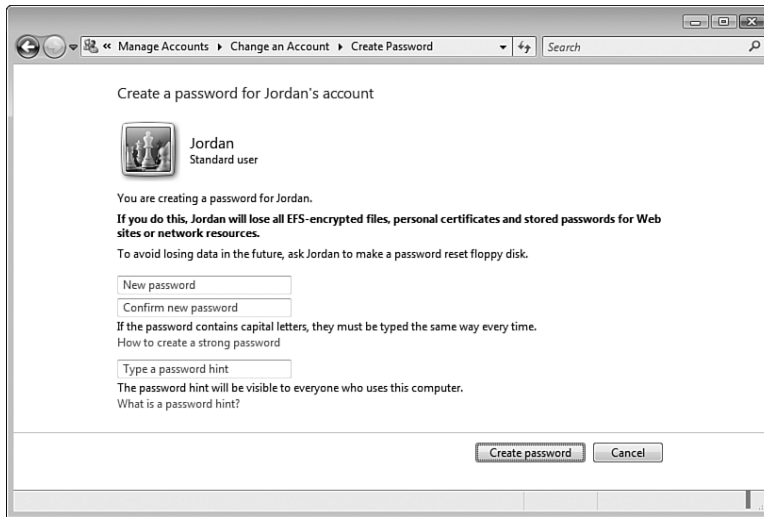 « Manage Accounts ▸ Change an Account ▸ Create Password
Search
Create a password for Jordan's account
Jordan
Standard user
You are creating a password for Jordan.
If you do this, Jordan will lose all EFS-encrypted files, personal certificates and stored passwords for Web
sites or network resources.
To avoid losing data in the future, ask Jordan to make a password reset floppy disk.
New password
Confirm new password
If the password contains capital letters, they must be typed the same way every time.
How to create a strong password
Type a password hint
The password hint will be visible to everyone who uses this computer.
What is a password hint?
Create password
Cancel